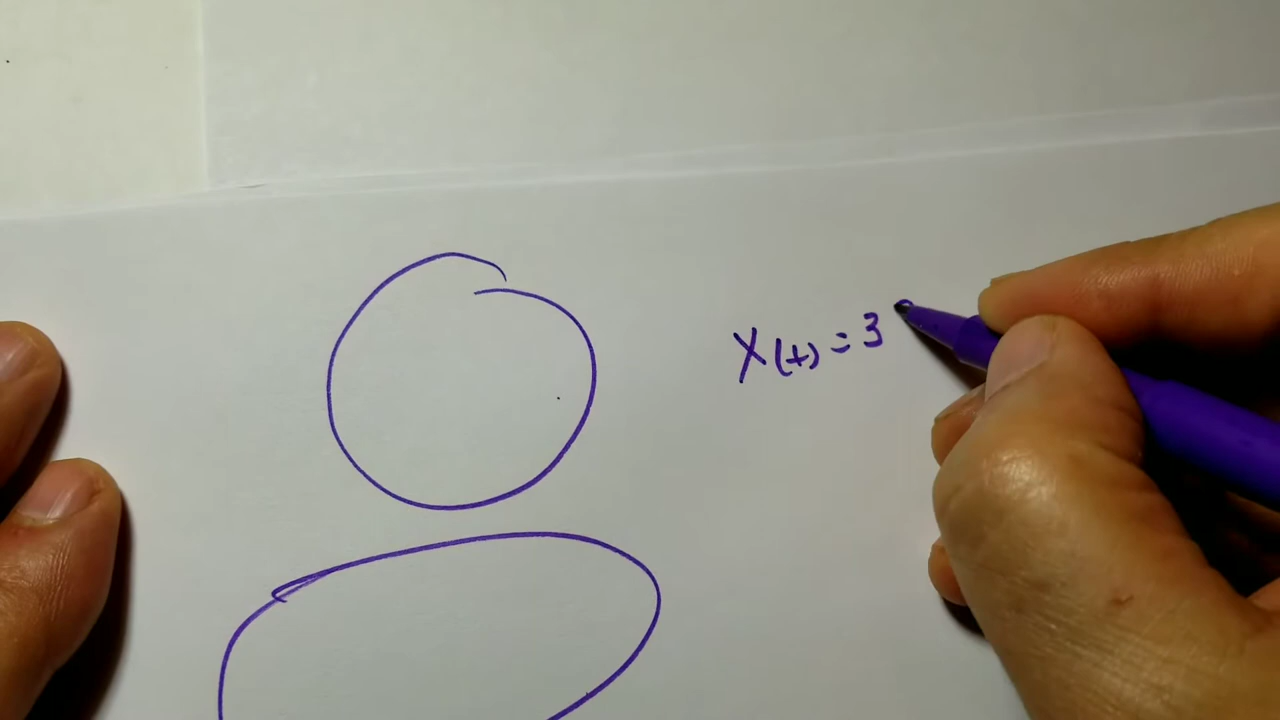 X(t) = 3